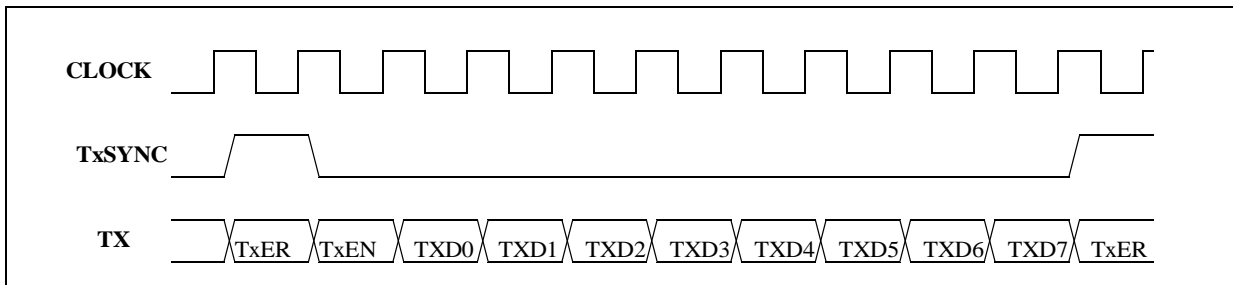 CLOCK
TxSYNC
TX TxER TxEN TXD0 TXD1 TXD2 TXD3 TXD4 TXD5 TXD6 TXD7 TxER